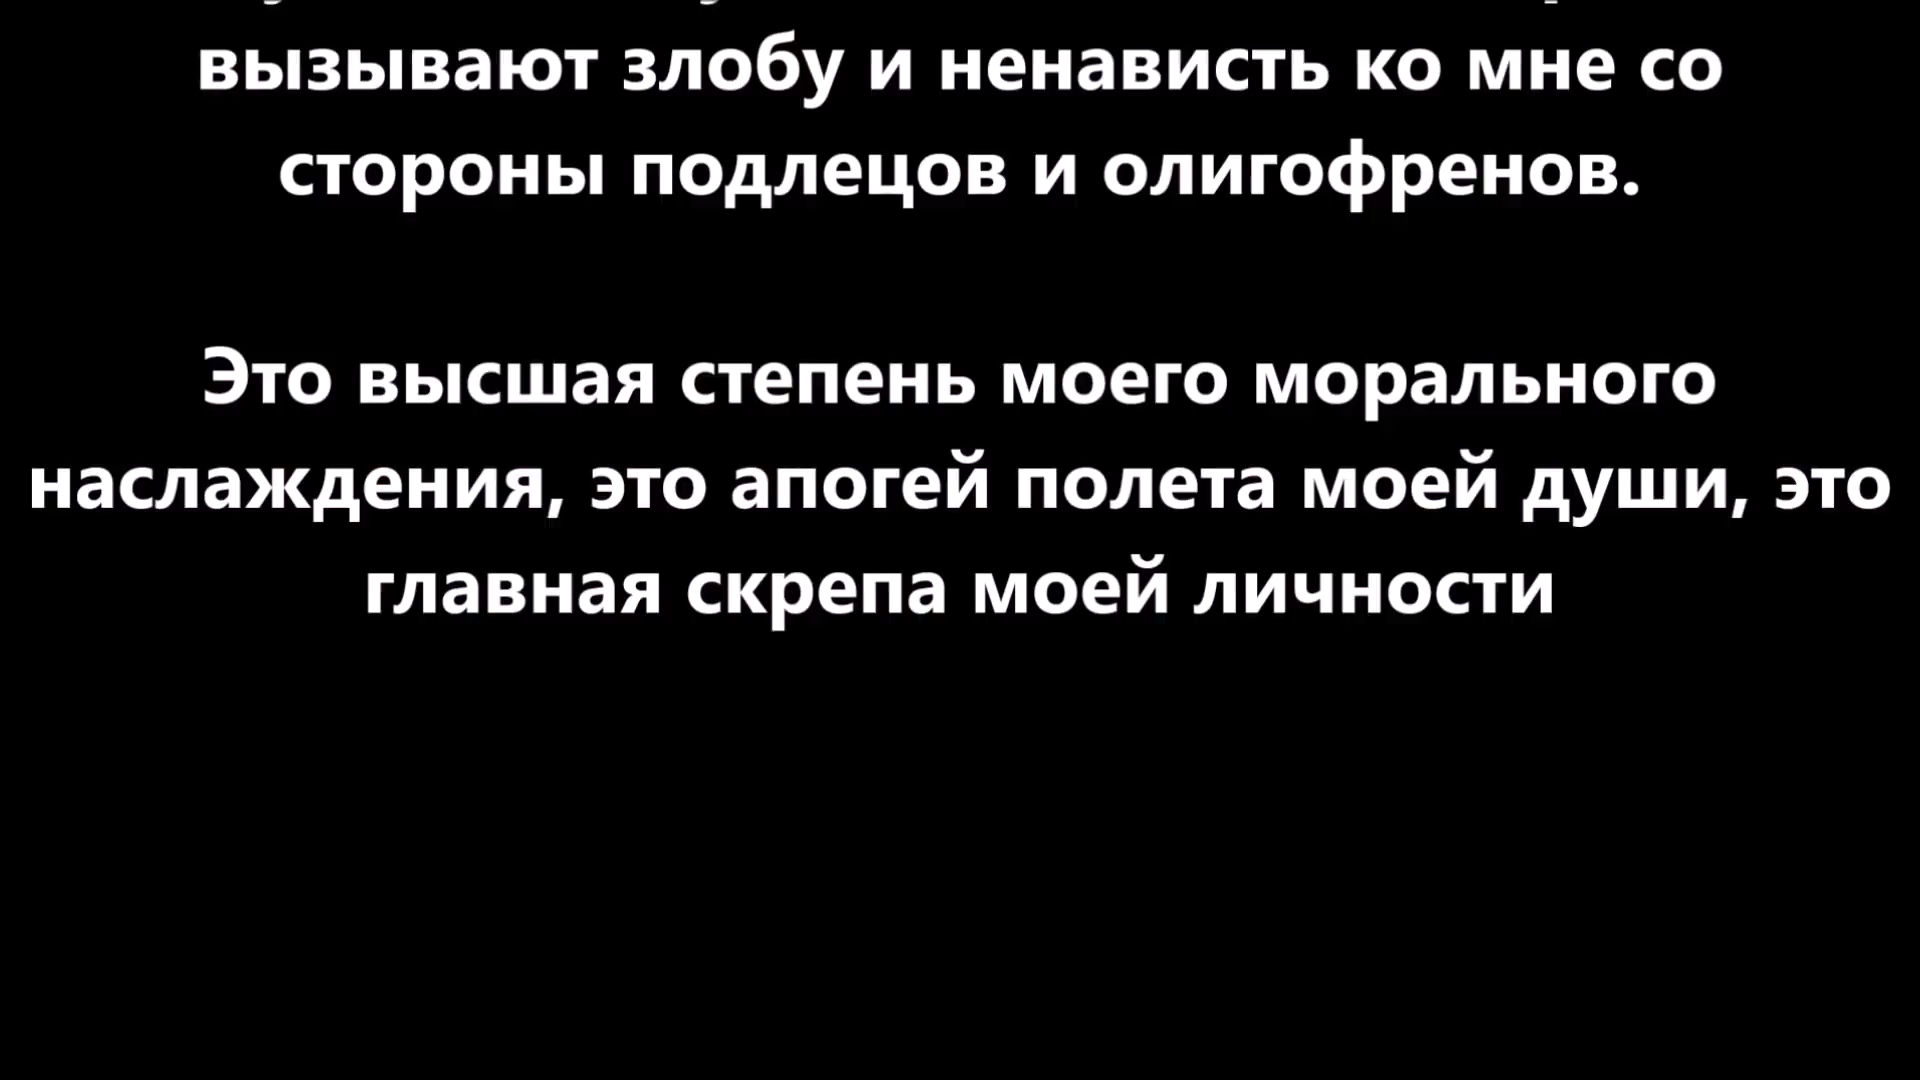 вызывают злобу и ненависть ко мне со
стороны подлецов и олигофренов.
Это высшая степень моего морального
наслаждения, это апогей полета моей души, это
главная скрепа моей личности